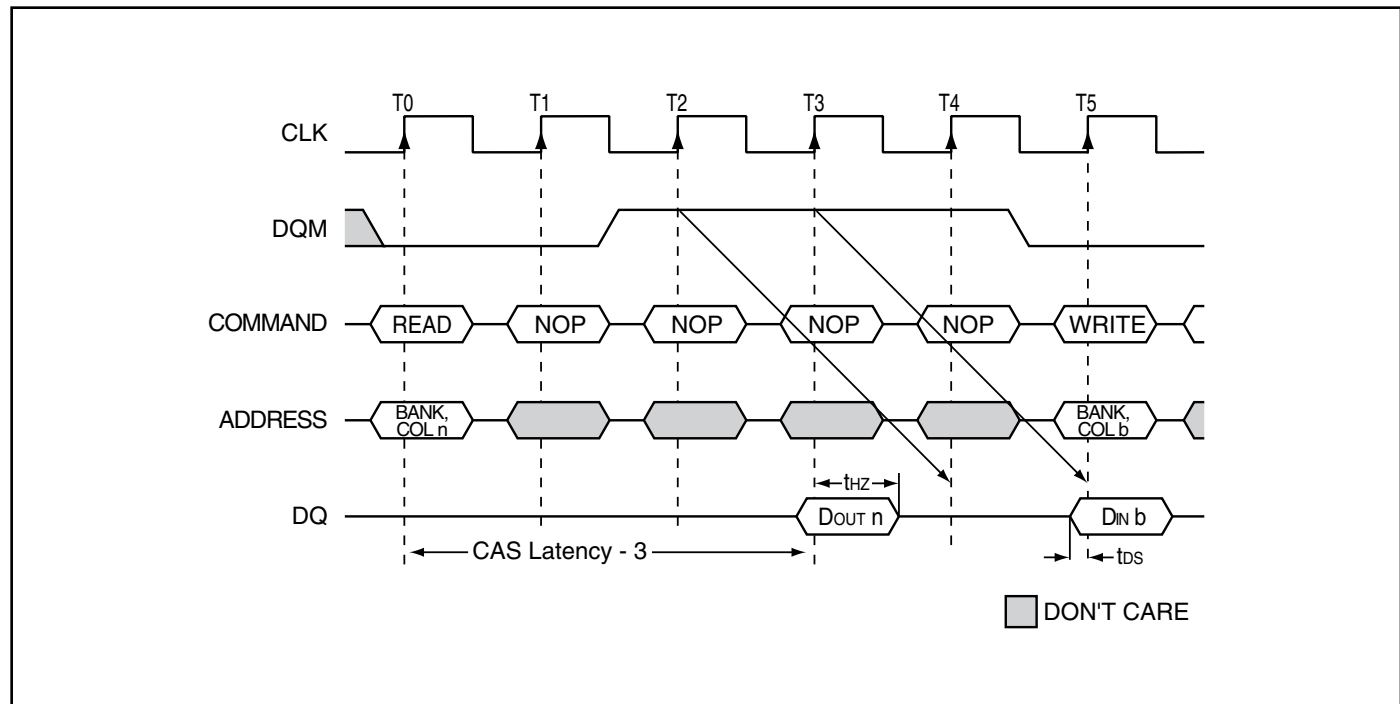 T0 T1 T2 T3 T4 T5
CLK
DQM
COMMAND READ NOP NOP NOP NOP WRITE
ADDRESS BANK, COL n BANK, COL b
tHZ
DQ DOUT n DIN b
CAS Latency - 3 tDS
DON'T CARE